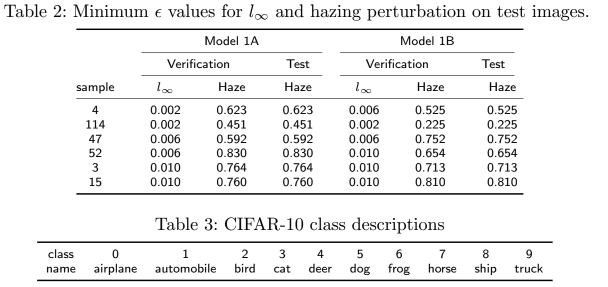 Table 2: Minimum ϵ values for l∞ and hazing perturbation on test images.
Model 1A Model 1B
Verification Test Verification Test
sample l∞ Haze Haze l∞ Haze Haze
4 0.002 0.623 0.623 0.006 0.525 0.525
114 0.002 0.451 0.451 0.002 0.225 0.225
47 0.006 0.592 0.592 0.006 0.752 0.752
52 0.006 0.830 0.830 0.010 0.654 0.654
3 0.010 0.764 0.764 0.010 0.713 0.713
15 0.010 0.760 0.760 0.010 0.810 0.810
Table 3: CIFAR-10 class descriptions
class 0 1 2 3 4 5 6 7 8 9
name airplane automobile bird cat deer dog frog horse ship truck